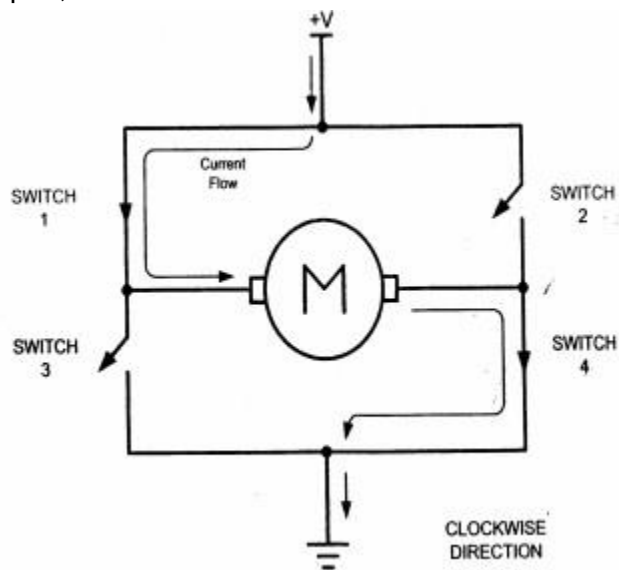 +V
Current
Flow
SWITCH
1
SWITCH
2
M
SWITCH
3
SWITCH
4
CLOCKWISE
DIRECTION